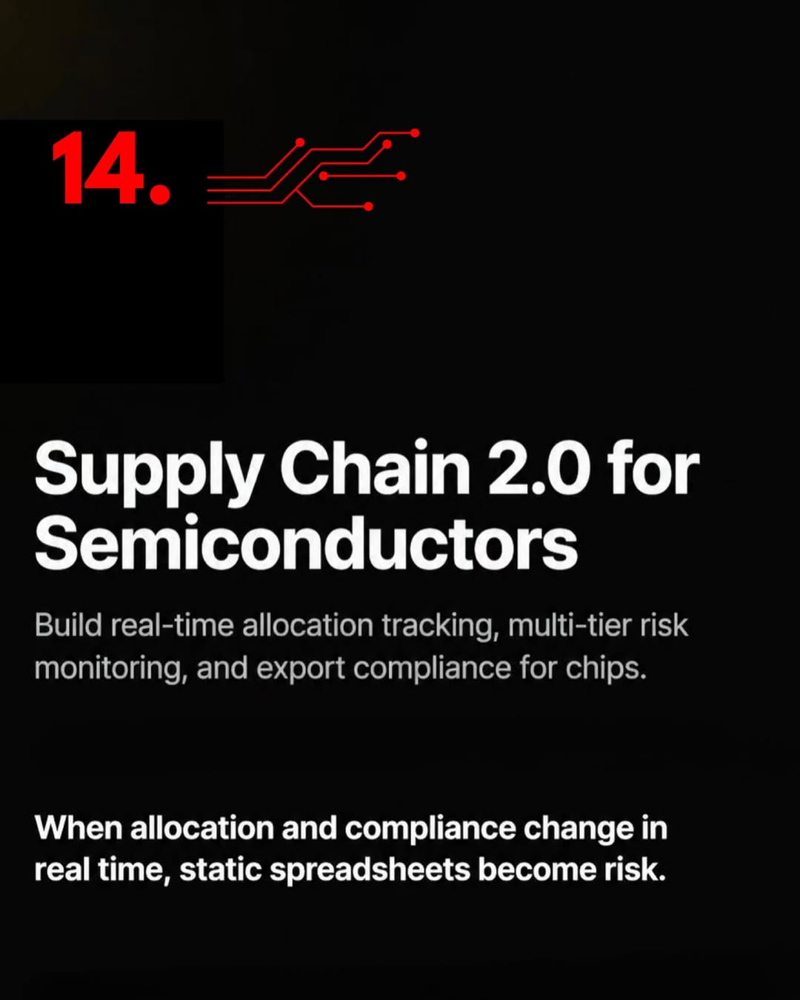 14.
Supply Chain 2.0 for
Semiconductors
Build real-time allocation tracking, multi-tier risk
monitoring, and export compliance for chips.
When allocation and compliance change in
real time, static spreadsheets become risk.